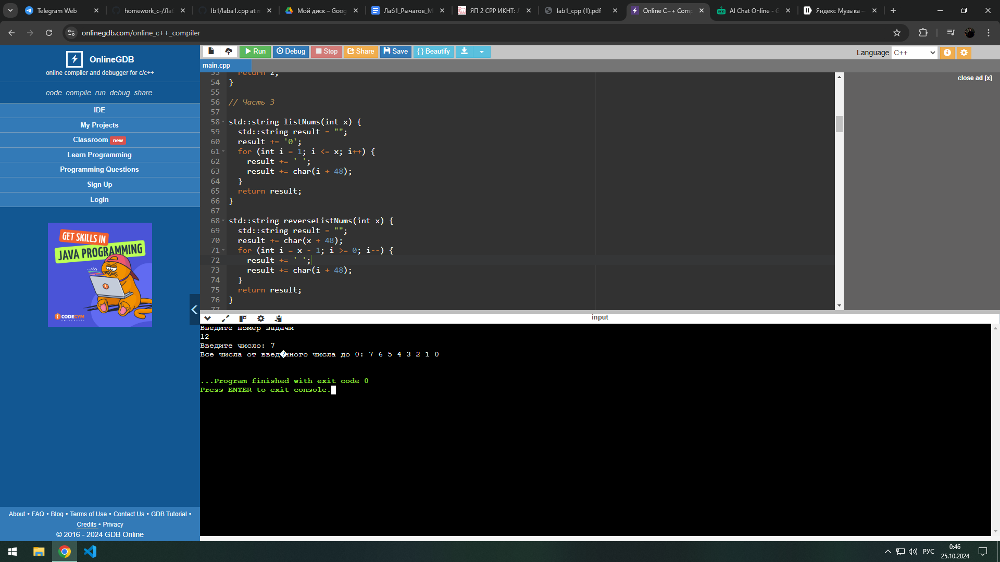 Telegram Web
homework_c-/Ла
lb1/laba1.cpp at n
Мой диск – Goog
Лаб1_Рычагов_М
ЯП 2 СРР ИКНТ: Л
lab1_cpp (1).pdf
Online C++ Comp
AI Chat Online - G
Яндекс Музыка —
onlinegdb.com/online_c++_compiler
OnlineGDB
online compiler and debugger for c/c++
code. compile. run. debug. share.
IDE
My Projects
Classroom new
Learn Programming
Programming Questions
Sign Up
Login
GET SKILLS IN
JAVA PROGRAMMING
CODEGYM
UNIVERSITY
About • FAQ • Blog • Terms of Use • Contact Us • GDB Tutorial •
Credits • Privacy
© 2016 - 2024 GDB Online
Run Debug Stop Share Save { } Beautify
Language C++
main.cpp
close ad [x]
53 return z;
54 }
55
56 // Часть 3
57
58 std::string listNums(int x) {
59 std::string result = "";
60 result += '0';
61 for (int i = 1; i <= x; i++) {
62 result += ' ';
63 result += char(i + 48);
64 }
65 return result;
66 }
67
68 std::string reverseListNums(int x) {
69 std::string result = "";
70 result += char(x + 48);
71 for (int i = x - 1; i >= 0; i--) {
72 result += ' ';
73 result += char(i + 48);
74 }
75 return result;
76 }
77
input
Введите номер задачи
12
Введите число: 7
Все числа от введ�нного числа до 0: 7 6 5 4 3 2 1 0
...Program finished with exit code 0
Press ENTER to exit console.
РУС
0:46
25.10.2024